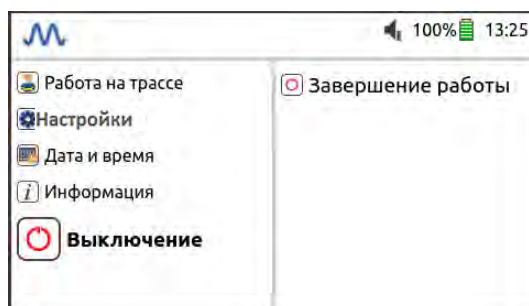 100% 13:25
Работа на трассе
Настройки
Дата и время
Информация
Выключение
Завершение работы